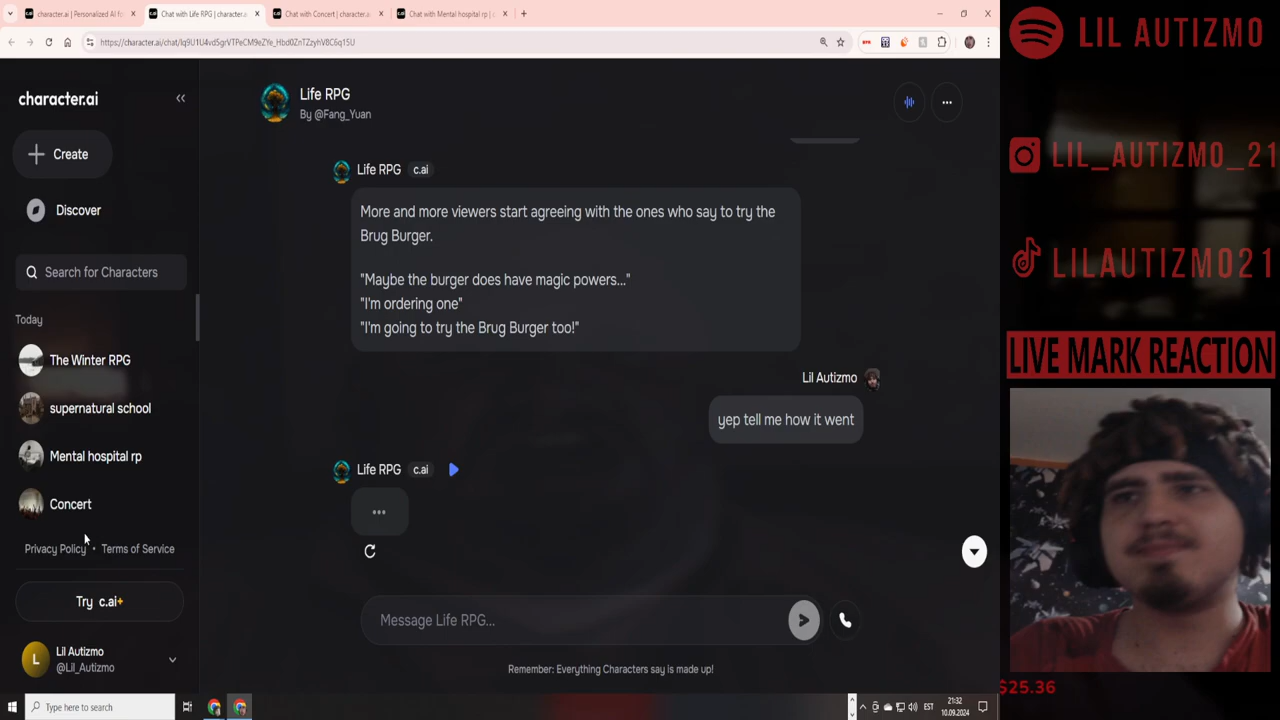 character.ai | Personalized AI fo
Chat with Life RPG | character.a
Chat with Concert | character.ai
Chat with Mental hospital rp | c
https://character.ai/chat/Iq9U1U4vdSgrVTPeCM9eZYe_Hbd0ZnTZzyhV8C6q15U
character.ai
Create
Discover
Search for Characters
Today
The Winter RPG
supernatural school
Mental hospital rp
Concert
Privacy Policy • Terms of Service
Try c.ai+
L
Lil Autizmo
@Lil_Autizmo
Life RPG
By @Fang_Yuan
Life RPG c.ai
More and more viewers start agreeing with the ones who say to try the
Brug Burger.
"Maybe the burger does have magic powers..."
"I'm ordering one"
"I'm going to try the Brug Burger too!"
Lil Autizmo
yep tell me how it went
Life RPG c.ai
...
Message Life RPG...
Remember: Everything Characters say is made up!
LIL AUTIZMO
LIL_AUTIZMO_21
LILAUTIZMO21
LIVE MARK REACTION
$25.36
Type here to search
EST
21:32
10.09.2024